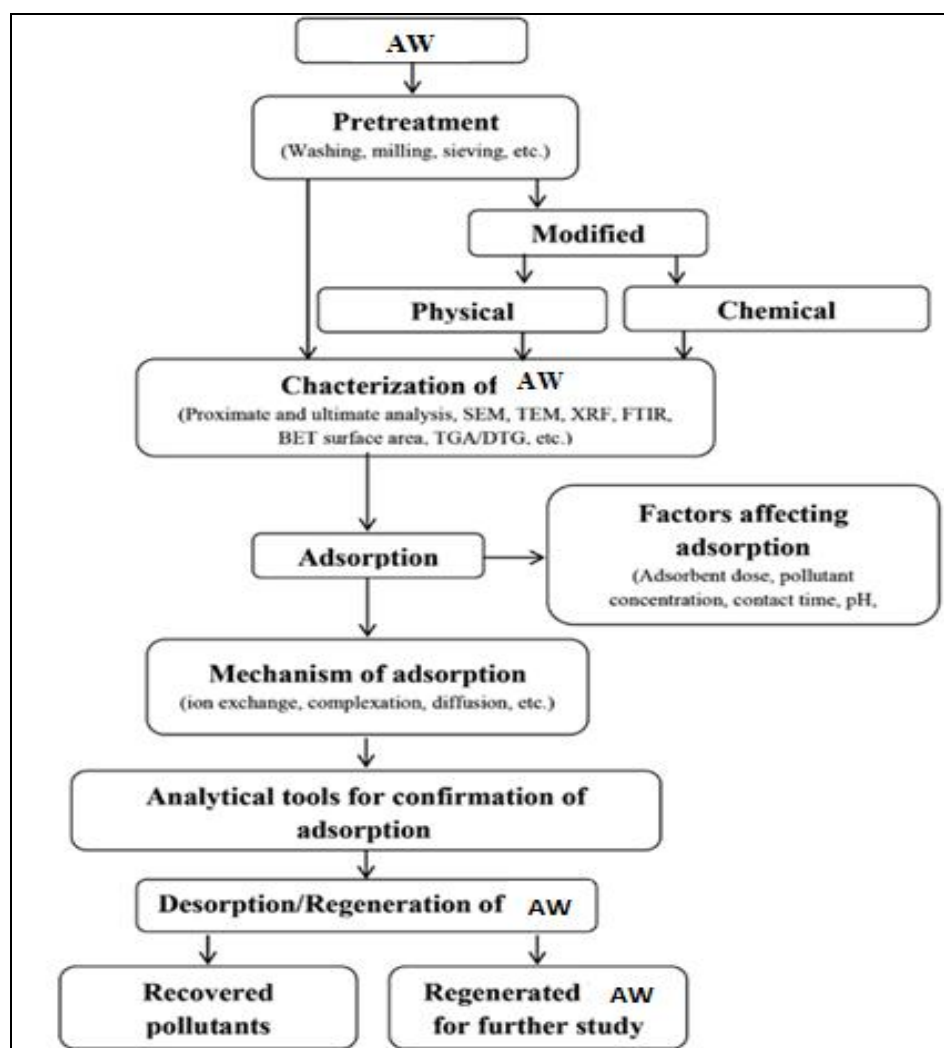 AW
Pretreatment
(Washing, milling, sieving, etc.)
Modified
Physical
Chemical
Chacterization of AW
(Proximate and ultimate analysis, SEM, TEM, XRF, FTIR,
BET surface area, TGA/DTG, etc.)
Adsorption
Factors affecting
adsorption
(Adsorbent dose, pollutant
concentration, contact time, pH,
Mechanism of adsorption
(ion exchange, complexation, diffusion, etc.)
Analytical tools for confirmation of
adsorption
Desorption/Regeneration of AW
Recovered
pollutants
Regenerated AW
for further study